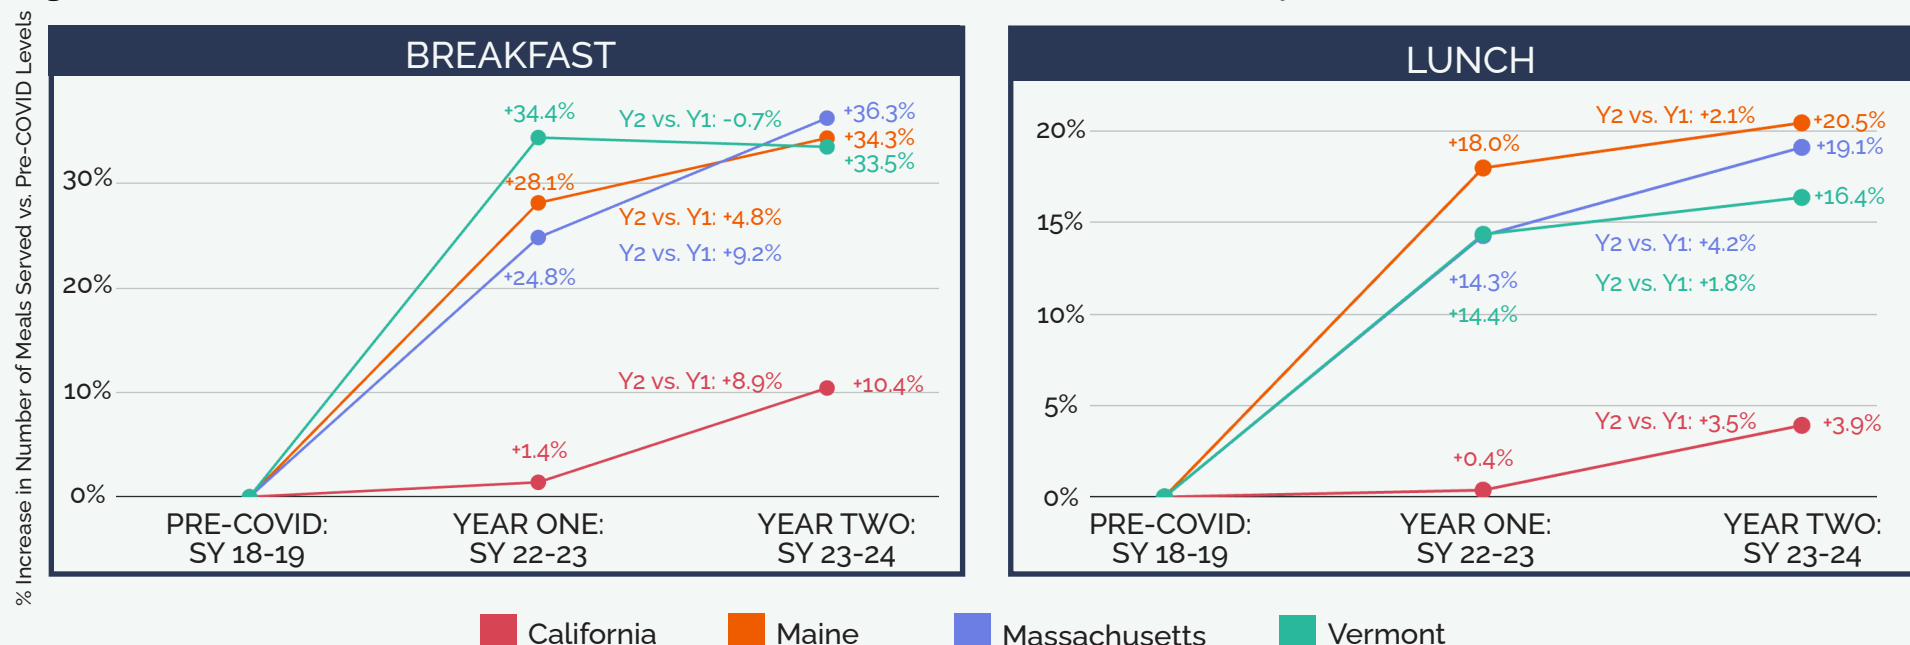 % Increase in Number of Meals Served vs. Pre-COVID Levels
BREAKFAST
+34.4%
Y2 vs. Y1: -0.7%
+36.3%
+34.3%
+33.5%
30%
+28.1%
Y2 vs. Y1: +4.8%
Y2 vs. Y1: +9.2%
+24.8%
20%
10%
Y2 vs. Y1: +8.9%
+10.4%
+1.4%
0%
PRE-COVID:
SY 18-19
YEAR ONE:
SY 22-23
YEAR TWO:
SY 23-24
LUNCH
20%
+18.0%
Y2 vs. Y1: +2.1%
+20.5%
+19.1%
+16.4%
15%
Y2 vs. Y1: +4.2%
+14.3%
Y2 vs. Y1: +1.8%
10%
+14.4%
5%
Y2 vs. Y1: +3.5%
+3.9%
+0.4%
0%
PRE-COVID:
SY 18-19
YEAR ONE:
SY 22-23
YEAR TWO:
SY 23-24
California
Maine
Massachusetts
Vermont